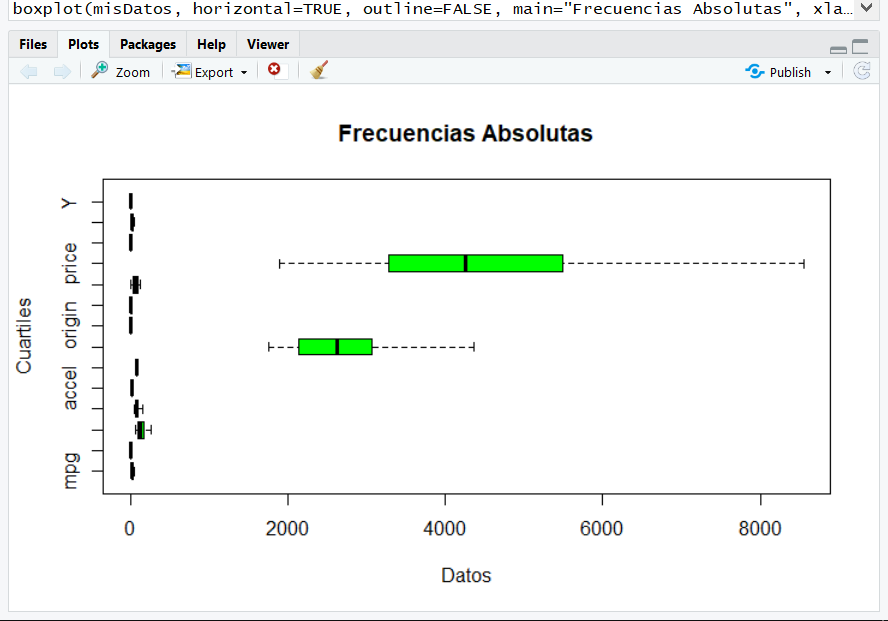 boxplot(misDatos, horizontal=TRUE, outline=FALSE, main="Frecuencias Absolutas", xla…
Files Plots Packages Help Viewer
Zoom Export Publish
Frecuencias Absolutas
Cuartiles
Y
price
origin
accel
mpg
0 2000 4000 6000 8000
Datos